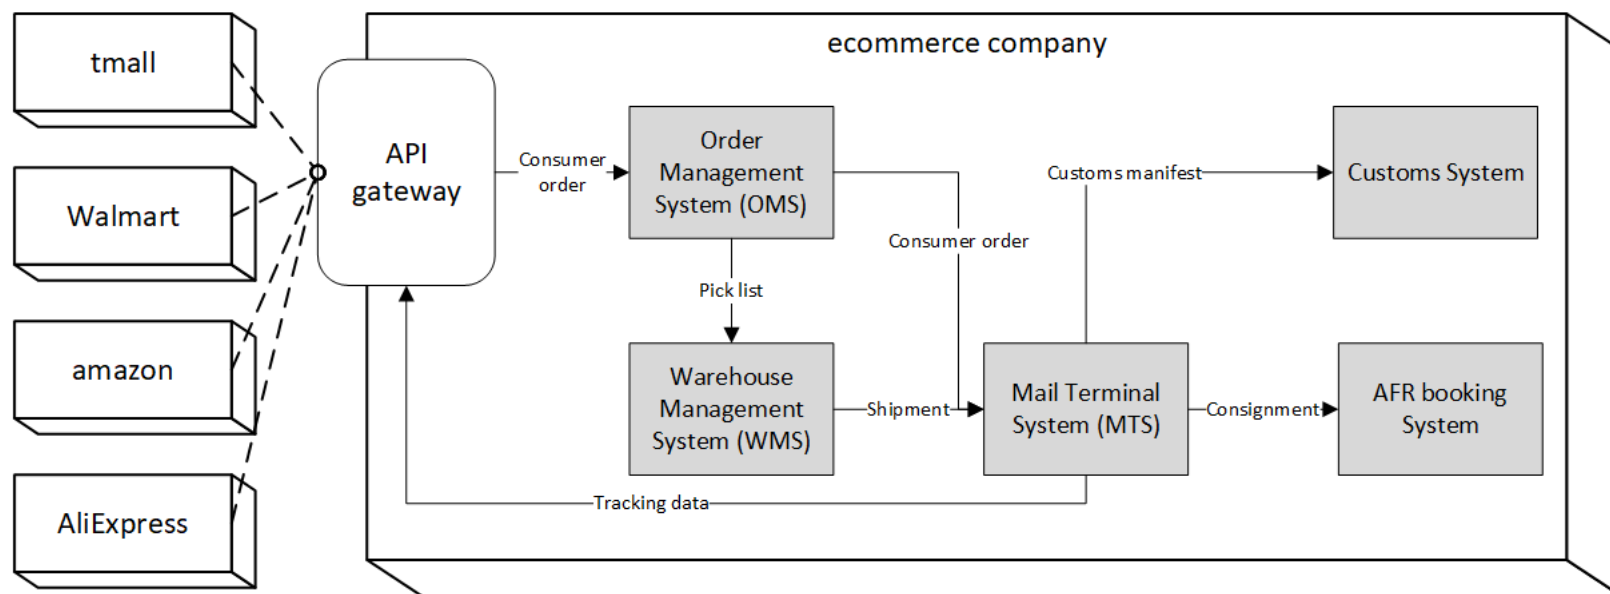 tmall
Walmart
amazon
AliExpress
API
gateway
ecommerce company
Consumer
order
Order
Management
System (OMS)
Consumer order
Pick list
Warehouse
Management
System (WMS)
Shipment
Mail Terminal
System (MTS)
Customs manifest
Customs System
Consignment
AFR booking
System
Tracking data